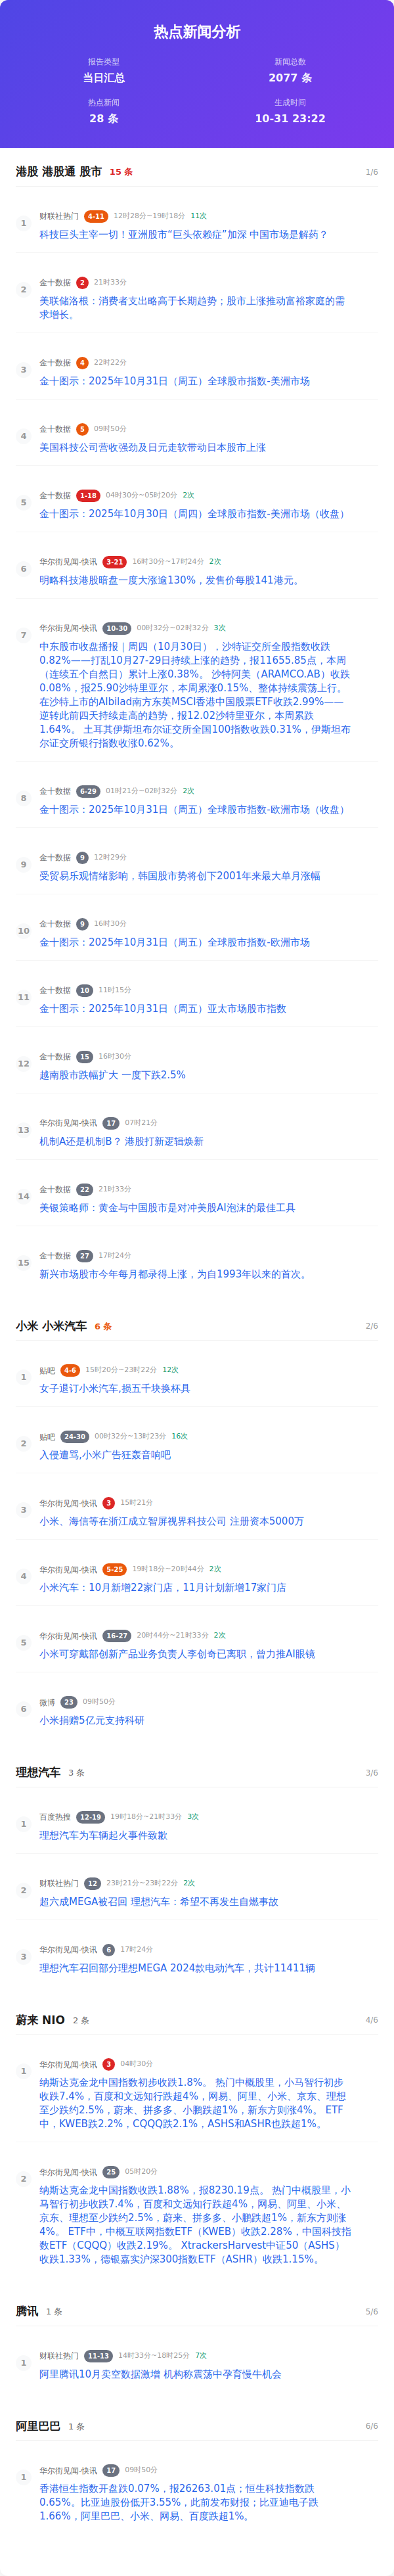 热点新闻分析
报告类型
当日汇总
新闻总数
2077 条
热点新闻
28 条
生成时间
10-31 23:22
港股 港股通 股市 15 条 1/6
1
财联社热门 4-11 12时28分~19时18分 11次
科技巨头主宰一切！亚洲股市“巨头依赖症”加深 中国市场是解药？
2
金十数据 2 21时33分
美联储洛根：消费者支出略高于长期趋势；股市上涨推动富裕家庭的需
求增长。
3
金十数据 4 22时22分
金十图示：2025年10月31日（周五）全球股市指数-美洲市场
4
金十数据 5 09时50分
美国科技公司营收强劲及日元走软带动日本股市上涨
5
金十数据 1-18 04时30分~05时20分 2次
金十图示：2025年10月30日（周四）全球股市指数-美洲市场（收盘）
6
华尔街见闻-快讯 3-21 16时30分~17时24分 2次
明略科技港股暗盘一度大涨逾130%，发售价每股141港元。
7
华尔街见闻-快讯 10-30 00时32分~02时32分 3次
中东股市收盘播报｜周四（10月30日），沙特证交所全股指数收跌
0.82%——打乱10月27-29日持续上涨的趋势，报11655.85点，本周
（连续五个自然日）累计上涨0.38%。 沙特阿美（ARAMCO.AB）收跌
0.08%，报25.90沙特里亚尔，本周累涨0.15%、整体持续震荡上行。
在沙特上市的Albilad南方东英MSCI香港中国股票ETF收跌2.99%——
逆转此前四天持续走高的趋势，报12.02沙特里亚尔，本周累跌
1.64%。 土耳其伊斯坦布尔证交所全国100指数收跌0.31%，伊斯坦布
尔证交所银行指数收涨0.62%。
8
金十数据 6-29 01时21分~02时32分 2次
金十图示：2025年10月31日（周五）全球股市指数-欧洲市场（收盘）
9
金十数据 9 12时29分
受贸易乐观情绪影响，韩国股市势将创下2001年来最大单月涨幅
10
金十数据 9 16时30分
金十图示：2025年10月31日（周五）全球股市指数-欧洲市场
11
金十数据 10 11时15分
金十图示：2025年10月31日（周五）亚太市场股市指数
12
金十数据 15 16时30分
越南股市跌幅扩大 一度下跌2.5%
13
华尔街见闻-快讯 17 07时21分
机制A还是机制B？ 港股打新逻辑焕新
14
金十数据 22 21时33分
美银策略师：黄金与中国股市是对冲美股AI泡沫的最佳工具
15
金十数据 27 17时24分
新兴市场股市今年每月都录得上涨，为自1993年以来的首次。
小米 小米汽车 6 条 2/6
1
贴吧 4-6 15时20分~23时22分 12次
女子退订小米汽车,损五千块换杯具
2
贴吧 24-30 00时32分~13时23分 16次
入侵遭骂,小米广告狂轰音响吧
3
华尔街见闻-快讯 3 15时21分
小米、海信等在浙江成立智屏视界科技公司 注册资本5000万
4
华尔街见闻-快讯 5-25 19时18分~20时44分 2次
小米汽车：10月新增22家门店，11月计划新增17家门店
5
华尔街见闻-快讯 16-27 20时44分~21时33分 2次
小米可穿戴部创新产品业务负责人李创奇已离职，曾力推AI眼镜
6
微博 23 09时50分
小米捐赠5亿元支持科研
理想汽车 3 条 3/6
1
百度热搜 12-19 19时18分~21时33分 3次
理想汽车为车辆起火事件致歉
2
财联社热门 12 23时21分~23时22分 2次
超六成MEGA被召回 理想汽车：希望不再发生自燃事故
3
华尔街见闻-快讯 6 17时24分
理想汽车召回部分理想MEGA 2024款电动汽车，共计11411辆
蔚来 NIO 2 条 4/6
1
华尔街见闻-快讯 3 04时30分
纳斯达克金龙中国指数初步收跌1.8%。 热门中概股里，小马智行初步
收跌7.4%，百度和文远知行跌超4%，网易、阿里、小米、京东、理想
至少跌约2.5%，蔚来、拼多多、小鹏跌超1%，新东方则涨4%。 ETF
中，KWEB跌2.2%，CQQQ跌2.1%，ASHS和ASHR也跌超1%。
2
华尔街见闻-快讯 25 05时20分
纳斯达克金龙中国指数收跌1.88%，报8230.19点。 热门中概股里，小
马智行初步收跌7.4%，百度和文远知行跌超4%，网易、阿里、小米、
京东、理想至少跌约2.5%，蔚来、拼多多、小鹏跌超1%，新东方则涨
4%。 ETF中，中概互联网指数ETF（KWEB）收跌2.28%，中国科技指
数ETF（CQQQ）收跌2.19%。 XtrackersHarvest中证50（ASHS）
收跌1.33%，德银嘉实沪深300指数ETF（ASHR）收跌1.15%。
腾讯 1 条 5/6
1
财联社热门 11-13 14时33分~18时25分 7次
阿里腾讯10月卖空数据激增 机构称震荡中孕育慢牛机会
阿里巴巴 1 条 6/6
1
华尔街见闻-快讯 17 09时50分
香港恒生指数开盘跌0.07%，报26263.01点；恒生科技指数跌
0.65%。比亚迪股份低开3.55%，此前发布财报；比亚迪电子跌
1.66%，阿里巴巴、小米、网易、百度跌超1%。